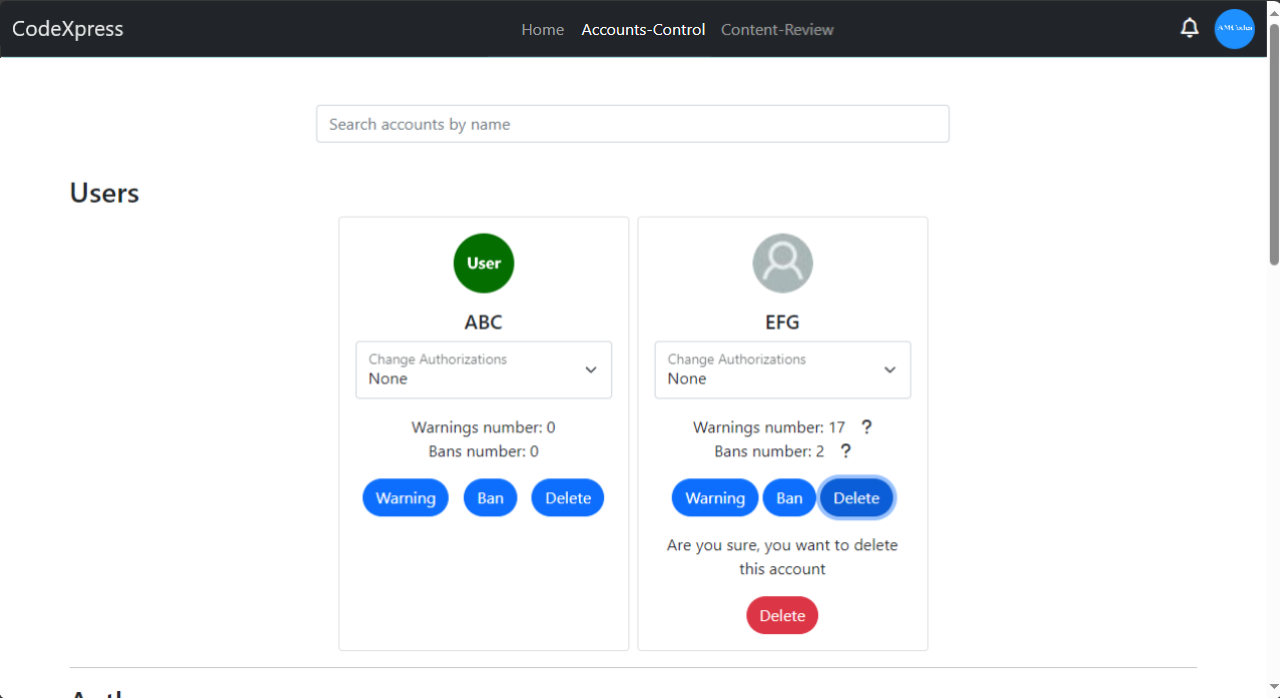 CodeXpress
Home Accounts-Control Content-Review
AMCodes
Search accounts by name
Users
User
ABC
Change Authorizations
None
Warnings number: 0
Bans number: 0
Warning Ban Delete
EFG
Change Authorizations
None
Warnings number: 17 ?
Bans number: 2 ?
Warning Ban Delete
Are you sure, you want to delete
this account
Delete